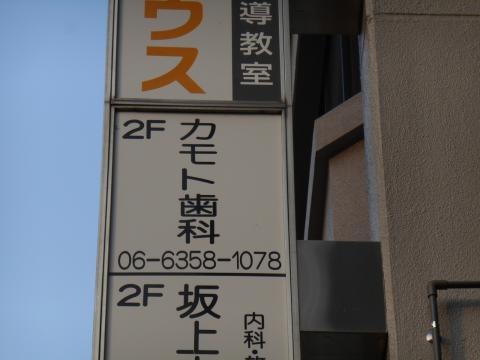 ウス
導教室
2F
カモト歯科
06-6358-1078
2F
坂上
内科・